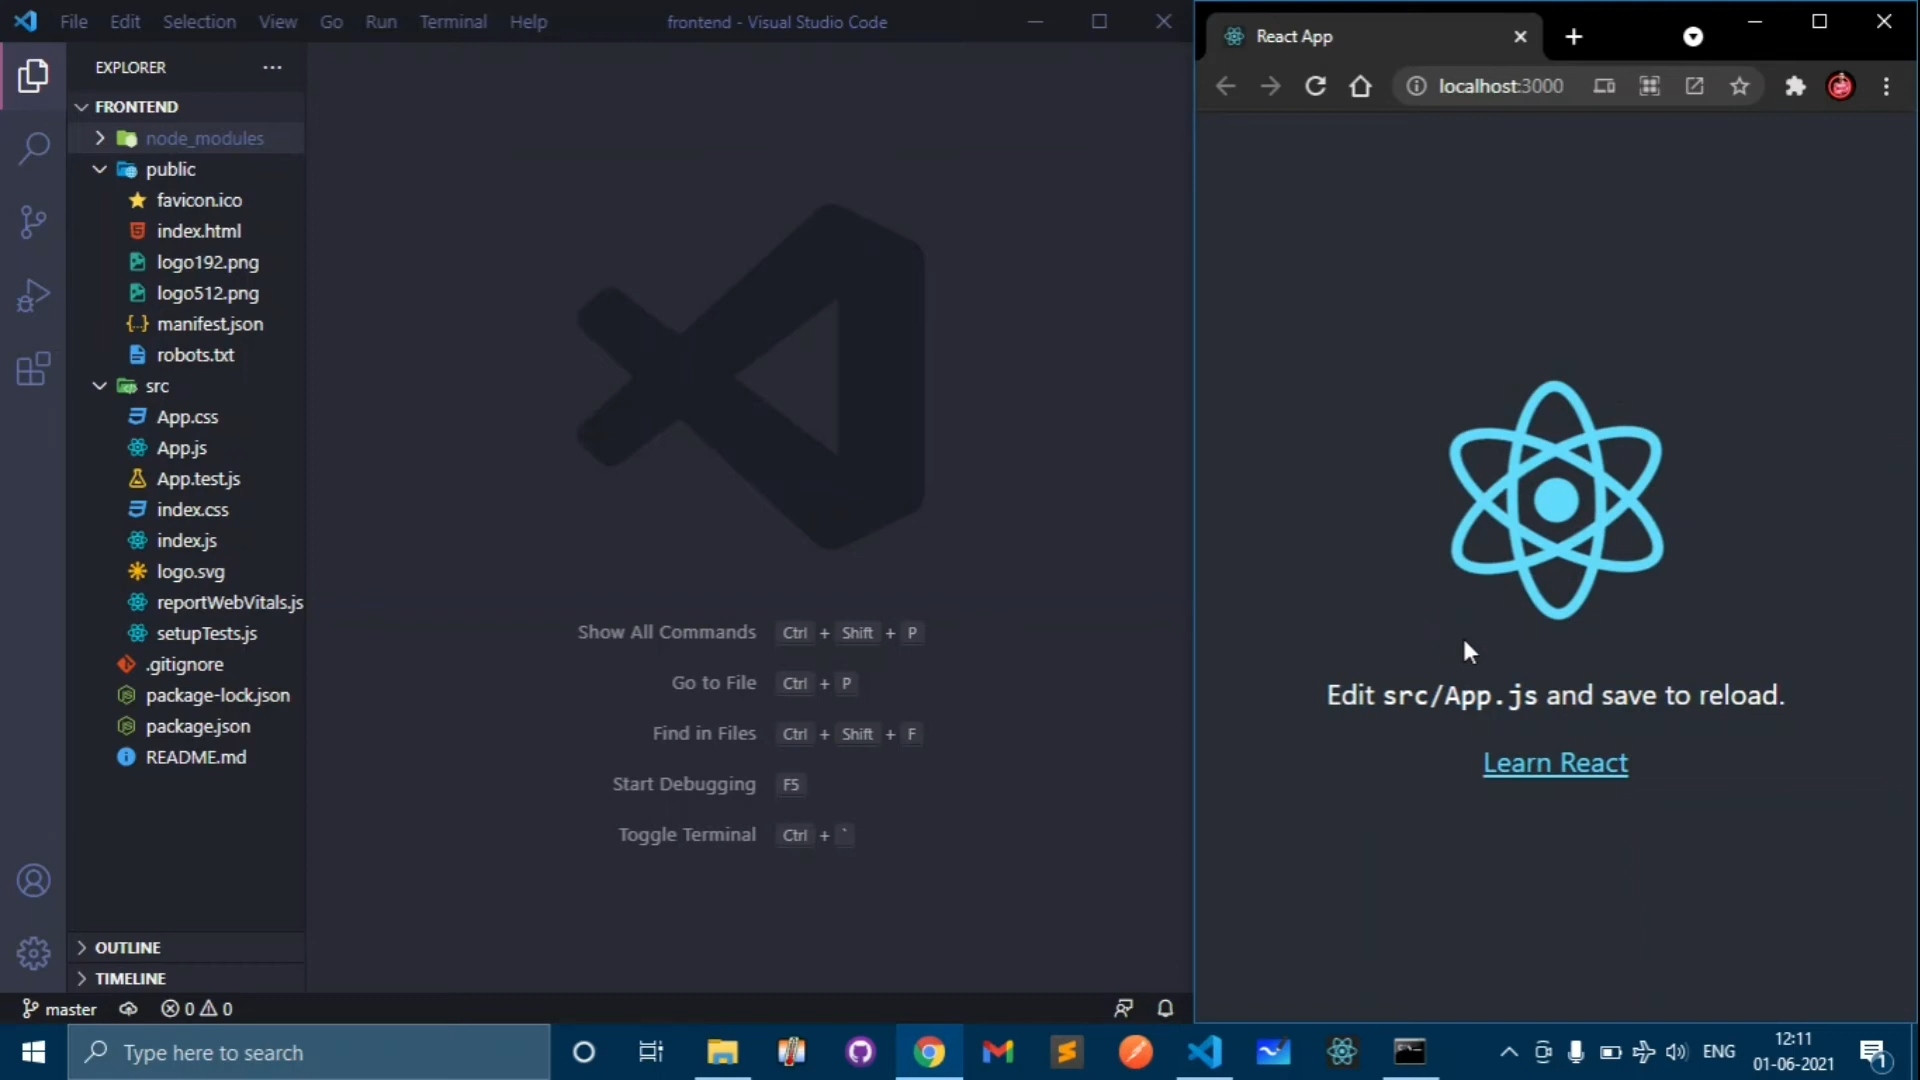 File Edit Selection View Go Run Terminal Help frontend - Visual Studio Code
EXPLORER
FRONTEND
node_modules
public
favicon.ico
index.html
logo192.png
logo512.png
manifest.json
robots.txt
src
App.css
App.js
App.test.js
index.css
index.js
logo.svg
reportWebVitals.js
setupTests.js
.gitignore
package-lock.json
package.json
README.md
OUTLINE
TIMELINE
master 0 0
Show All Commands Ctrl + Shift + P
Go to File Ctrl + P
Find in Files Ctrl + Shift + F
Start Debugging F5
Toggle Terminal Ctrl + `
React App
localhost:3000
Edit src/App.js and save to reload.
Learn React
Type here to search
ENG
12:11
01-06-2021
1